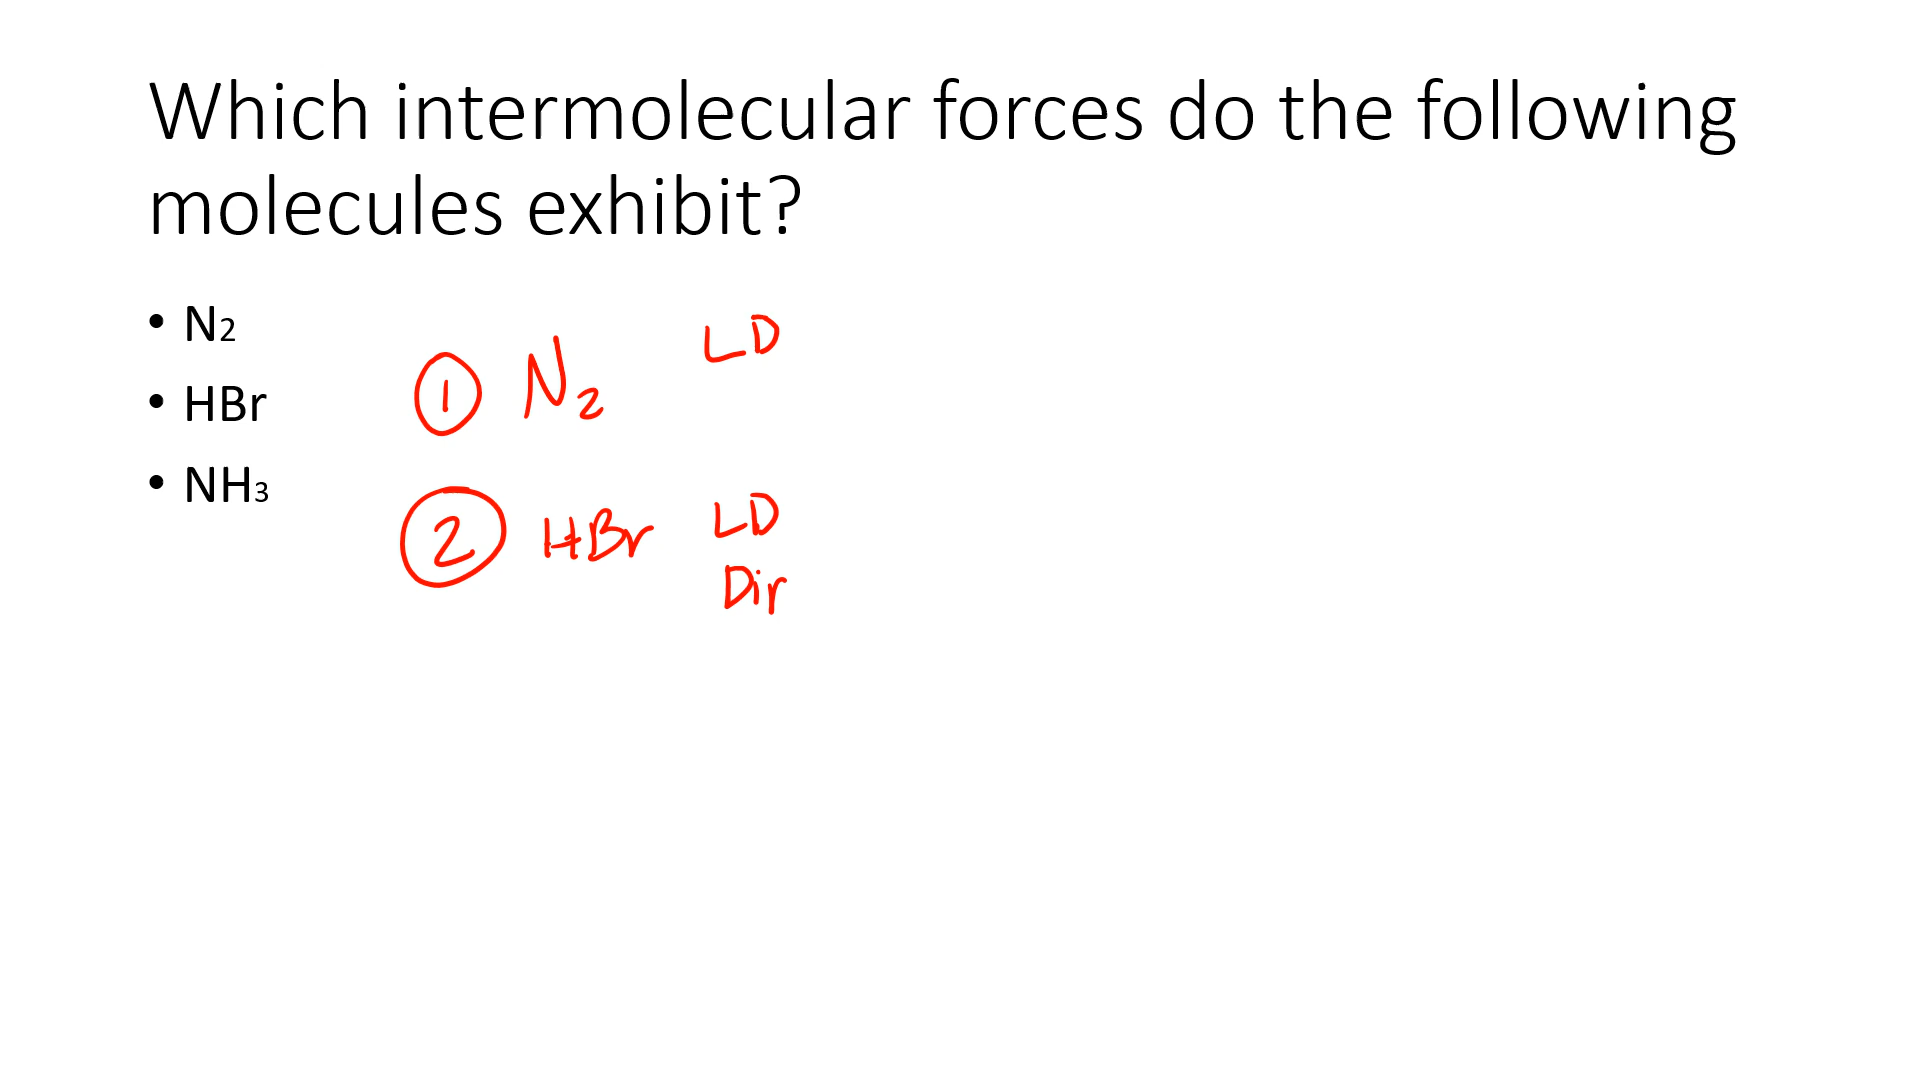 Which intermolecular forces do the following
molecules exhibit?
• N2
• HBr
• NH3
1 N2 LD
2 HBr LD
Dir